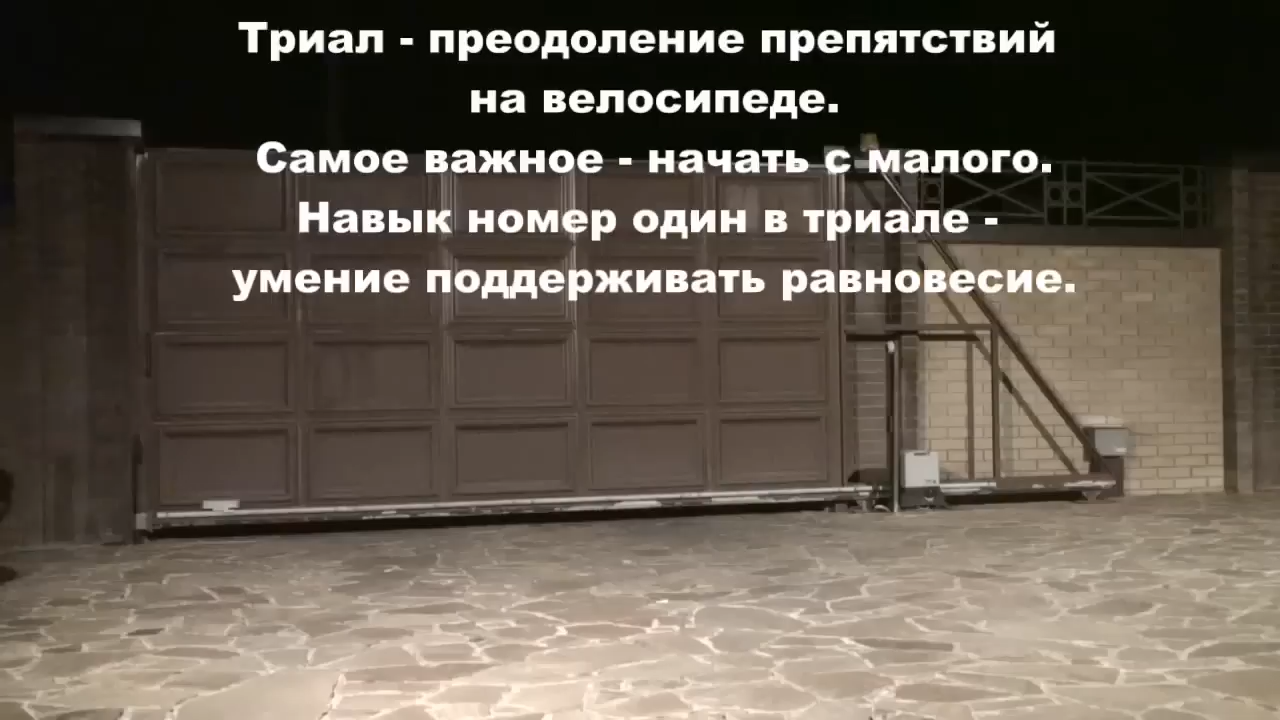 Триал - преодоление препятствий
на велосипеде.
Самое важное - начать с малого.
Навык номер один в триале -
умение поддерживать равновесие.